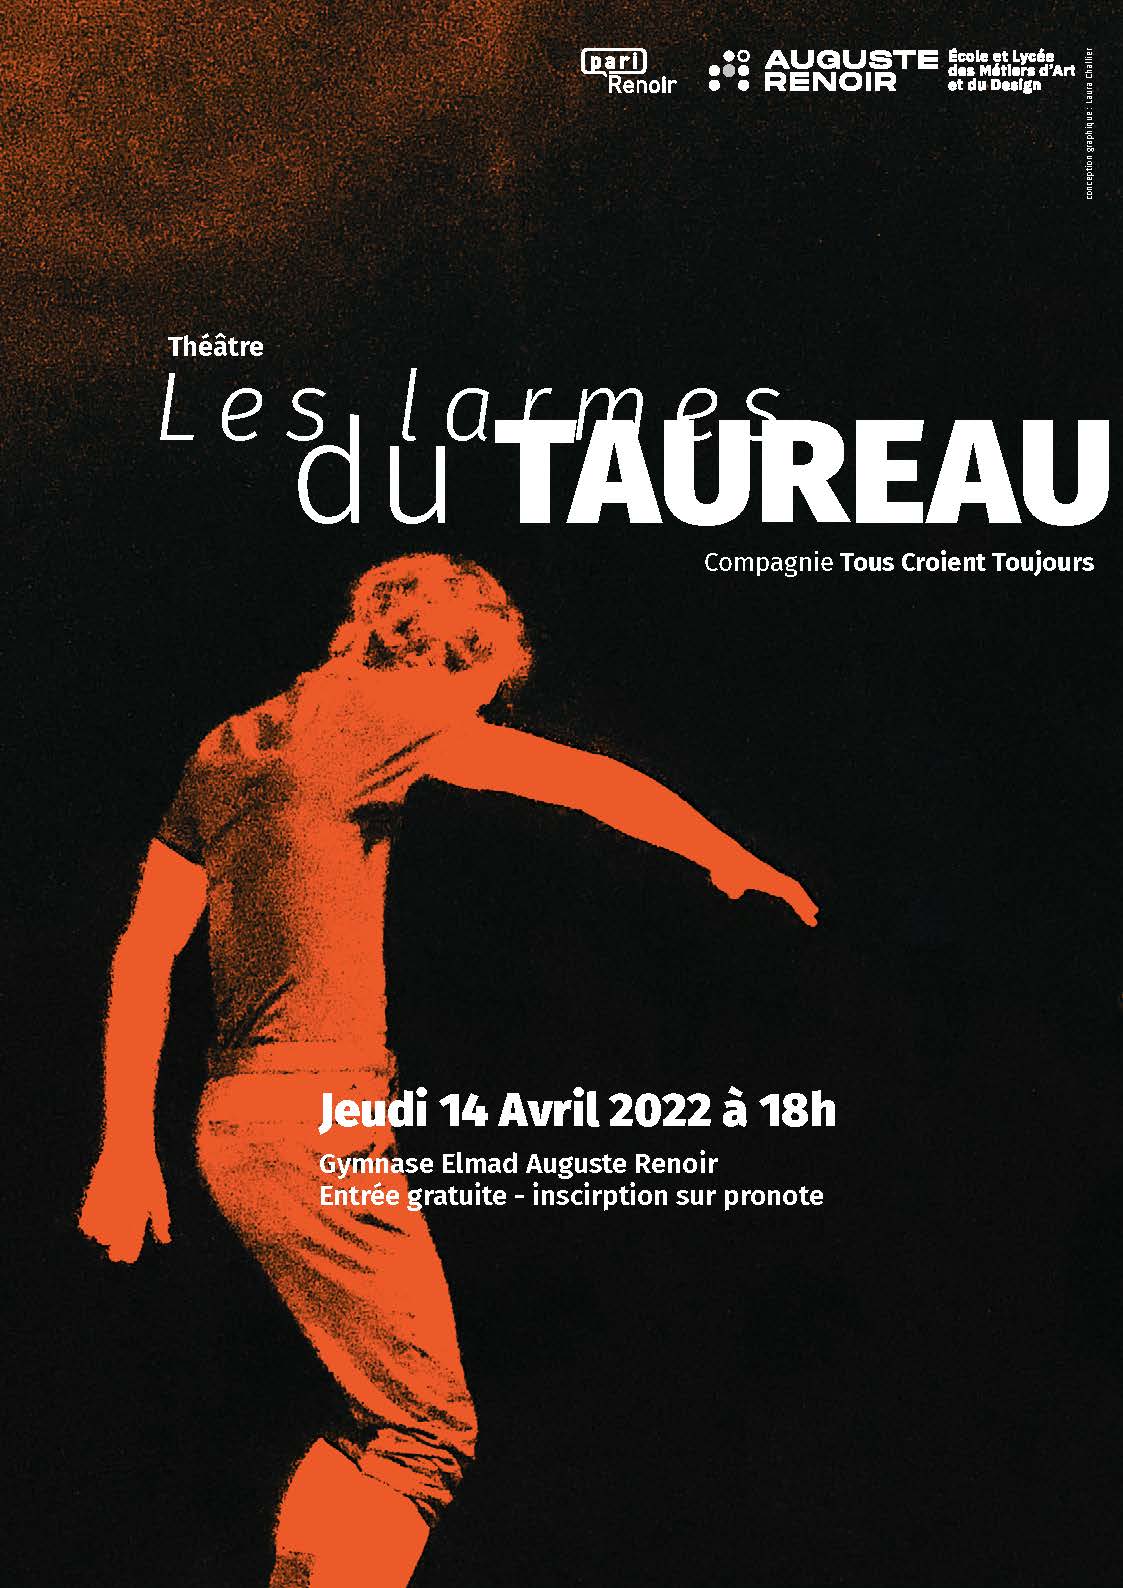 pari
Renoir
AUGUSTE
RENOIR
École et Lycée
des Métiers d'Art
et du Design
conception graphique : Laura Challier
Théâtre
Les larmes
du TAUREAU
Compagnie Tous Croient Toujours
Jeudi 14 Avril 2022 à 18h
Gymnase Elmad Auguste Renoir
Entrée gratuite - inscirption sur pronote